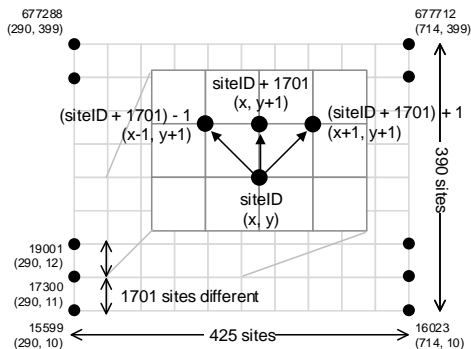 677288
(290, 399)
677712
(714, 399)
siteID + 1701
(x, y+1)
(siteID + 1701) - 1
(x-1, y+1)
(siteID + 1701) + 1
(x+1, y+1)
siteID
(x, y)
390 sites
19001
(290, 12)
17300
(290, 11)
1701 sites different
15599
(290, 10)
425 sites
16023
(714, 10)